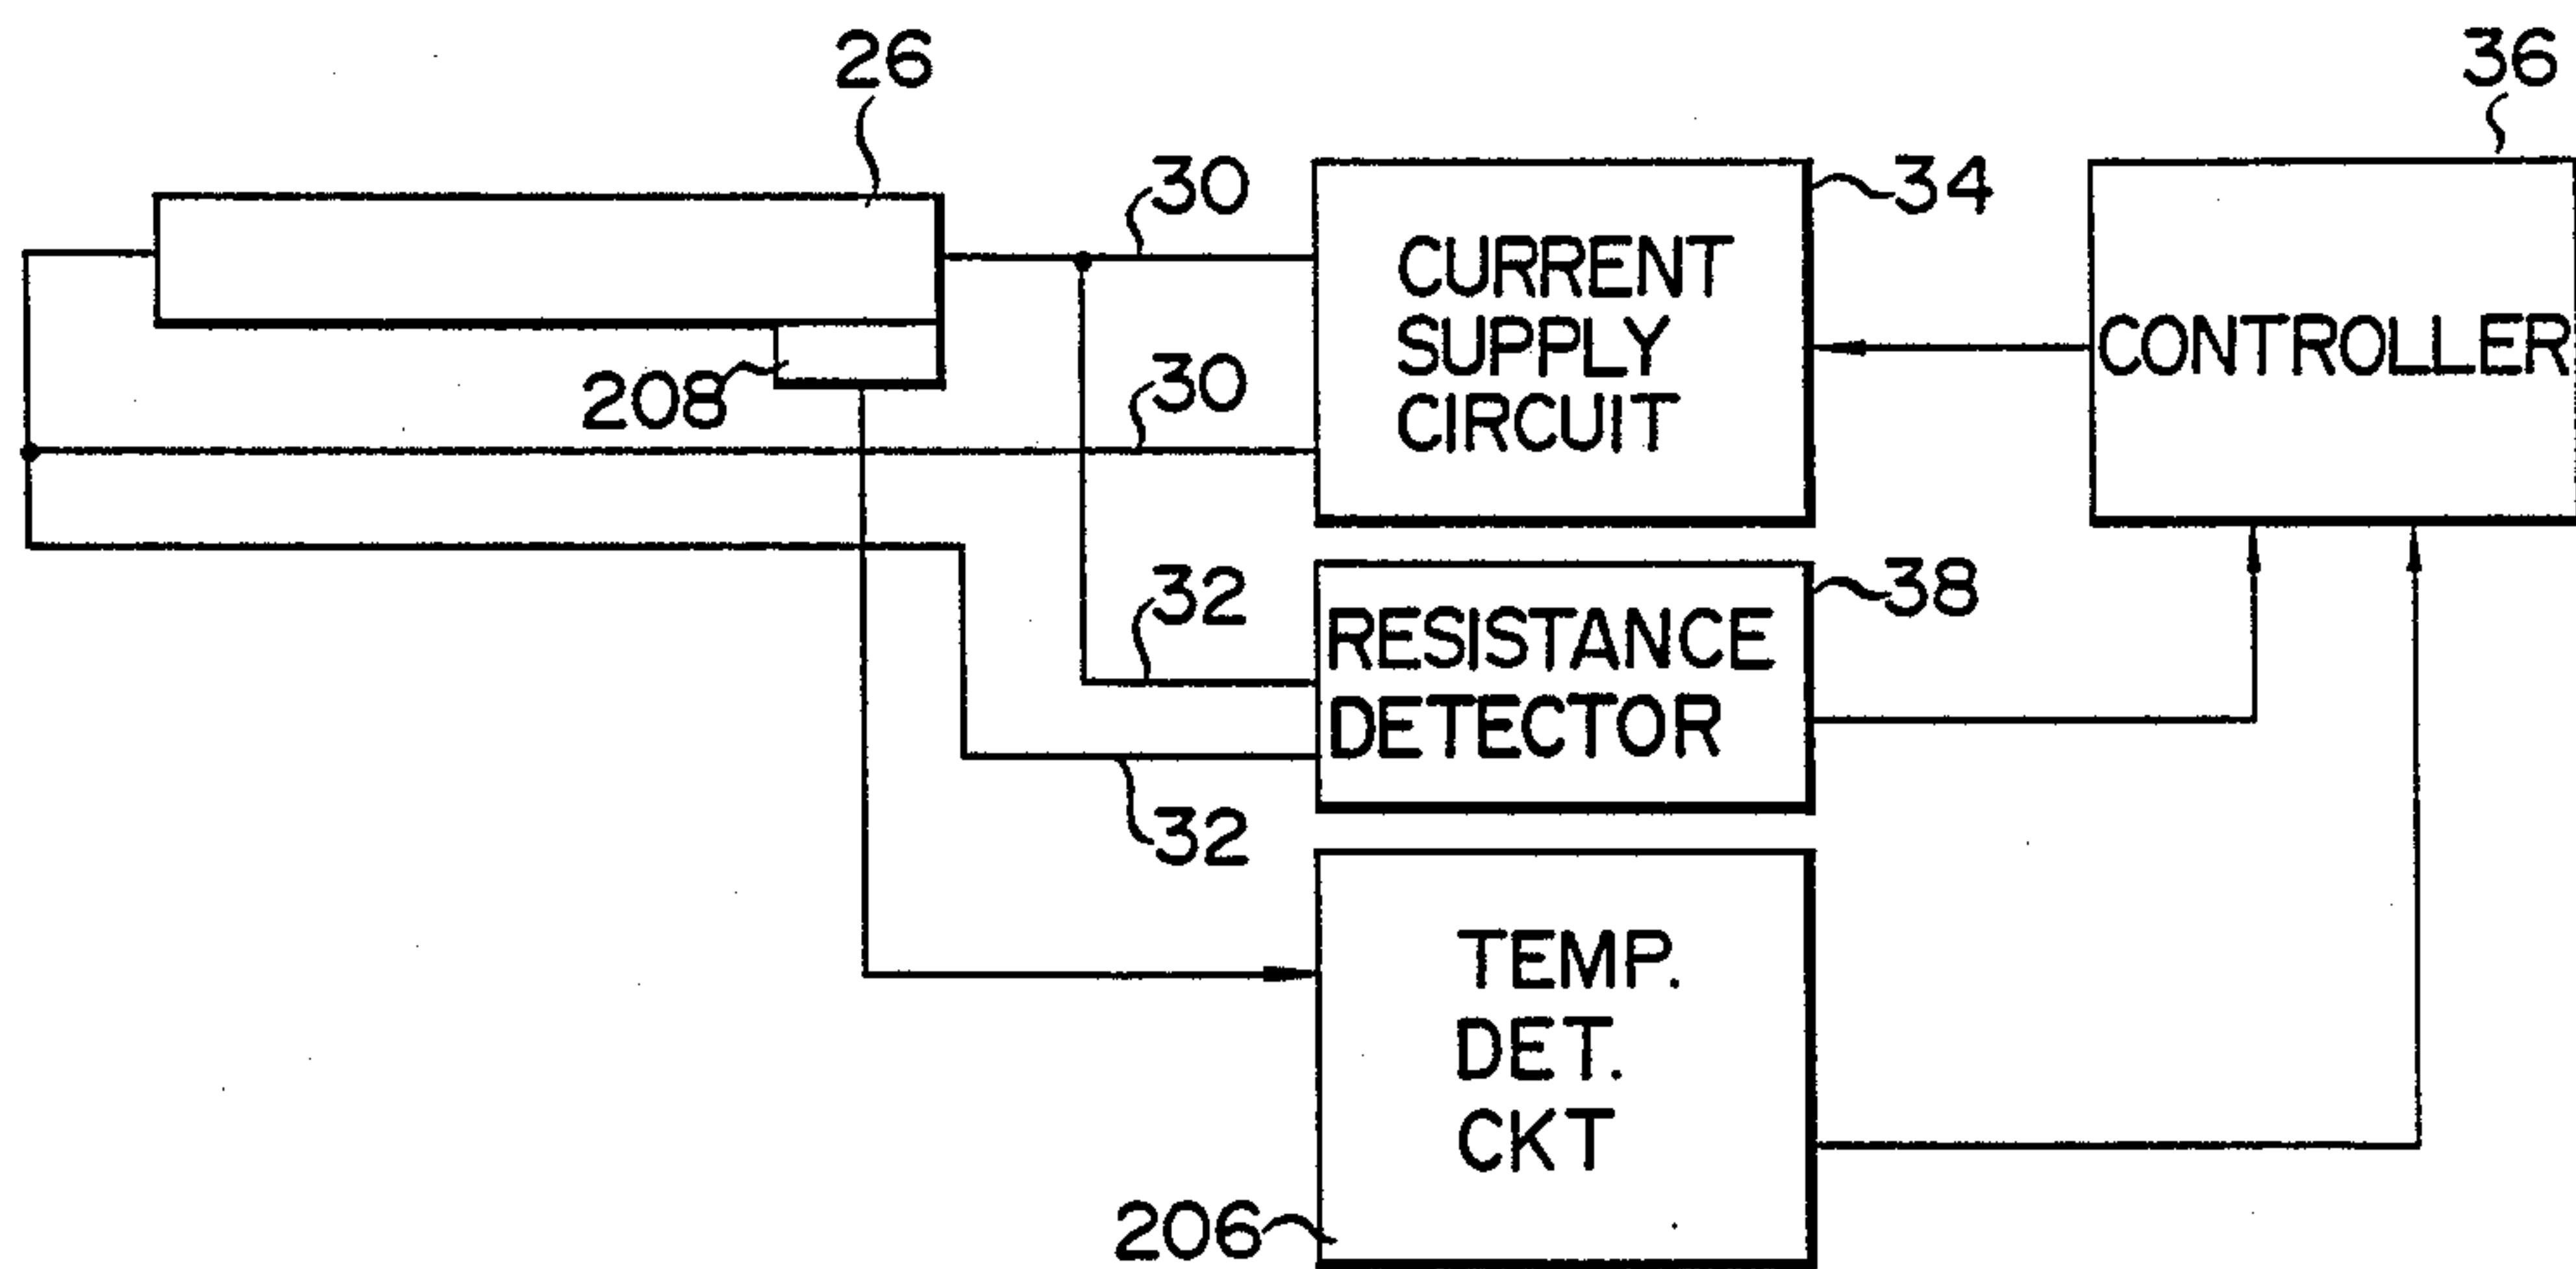 26
36
30
34
CURRENT
SUPPLY
CIRCUIT
CONTROLLER
208
30
32
38
RESISTANCE
DETECTOR
32
TEMP.
DET.
CKT
206